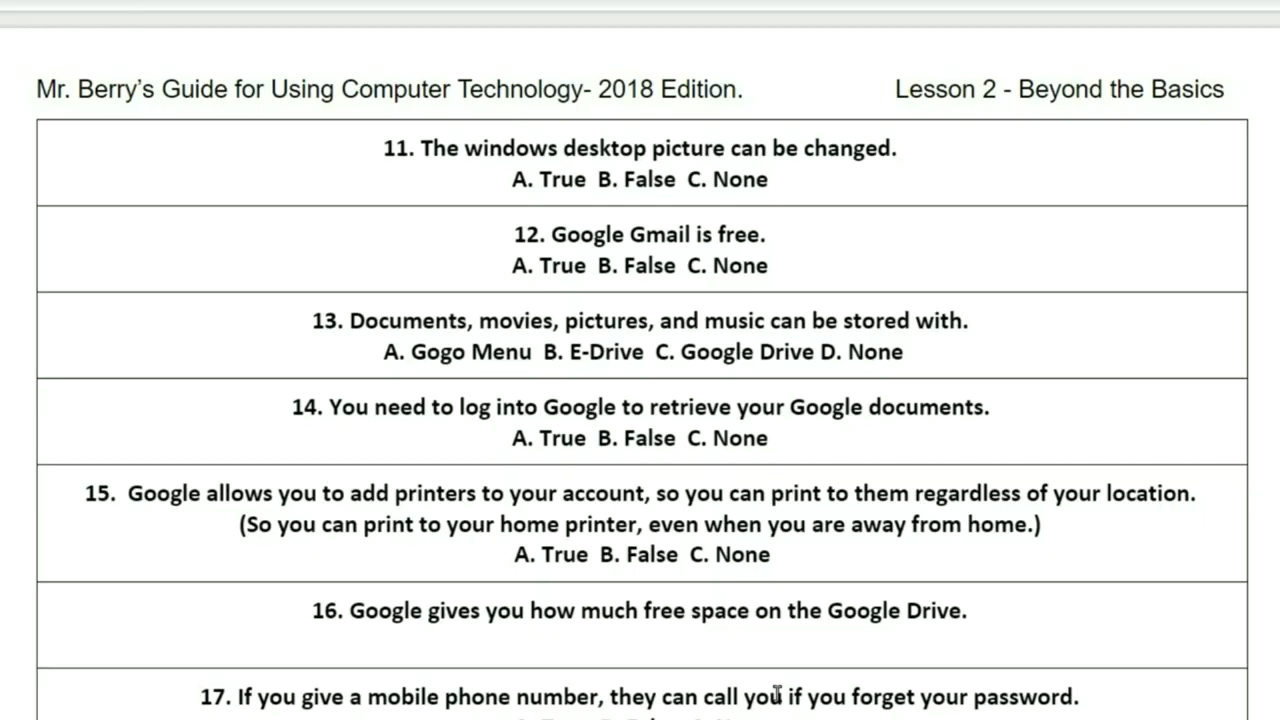 Mr. Berry's Guide for Using Computer Technology- 2018 Edition. Lesson 2 - Beyond the Basics
11. The windows desktop picture can be changed.
A. True B. False C. None
12. Google Gmail is free.
A. True B. False C. None
13. Documents, movies, pictures, and music can be stored with.
A. Gogo Menu B. E-Drive C. Google Drive D. None
14. You need to log into Google to retrieve your Google documents.
A. True B. False C. None
15. Google allows you to add printers to your account, so you can print to them regardless of your location.
(So you can print to your home printer, even when you are away from home.)
A. True B. False C. None
16. Google gives you how much free space on the Google Drive.
17. If you give a mobile phone number, they can call you if you forget your password.